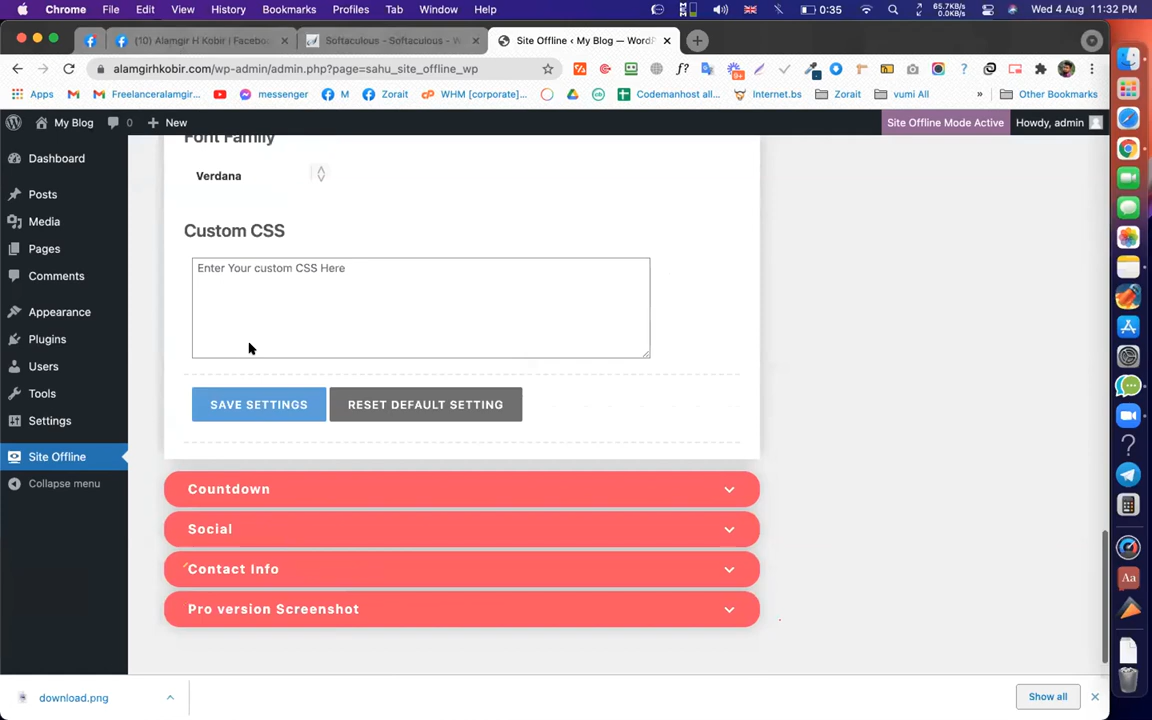 Chrome File Edit View History Bookmarks Profiles Tab Window Help 0:35 65.7KB/s 0.0KB/s Wed 4 Aug 11:32 PM
(10) Alamgir H Kobir | Faceboo
Softaculous - Softaculous - W
Site Offline ‹ My Blog — WordP
alamgirhkobir.com/wp-admin/admin.php?page=sahu_site_offline_wp
Apps Freelanceralamgir... messenger M Zorait WHM [corporate]... Codemanhost all... Internet.bs Zorait vumi All » Other Bookmarks
My Blog 0 New Site Offline Mode Active Howdy, admin
Dashboard
Posts
Media
Pages
Comments
Appearance
Plugins
Users
Tools
Settings
Site Offline
Collapse menu
Font Family
Verdana
Custom CSS
Enter Your custom CSS Here
SAVE SETTINGS RESET DEFAULT SETTING
Countdown
Social
Contact Info
Pro version Screenshot
download.png
Show all